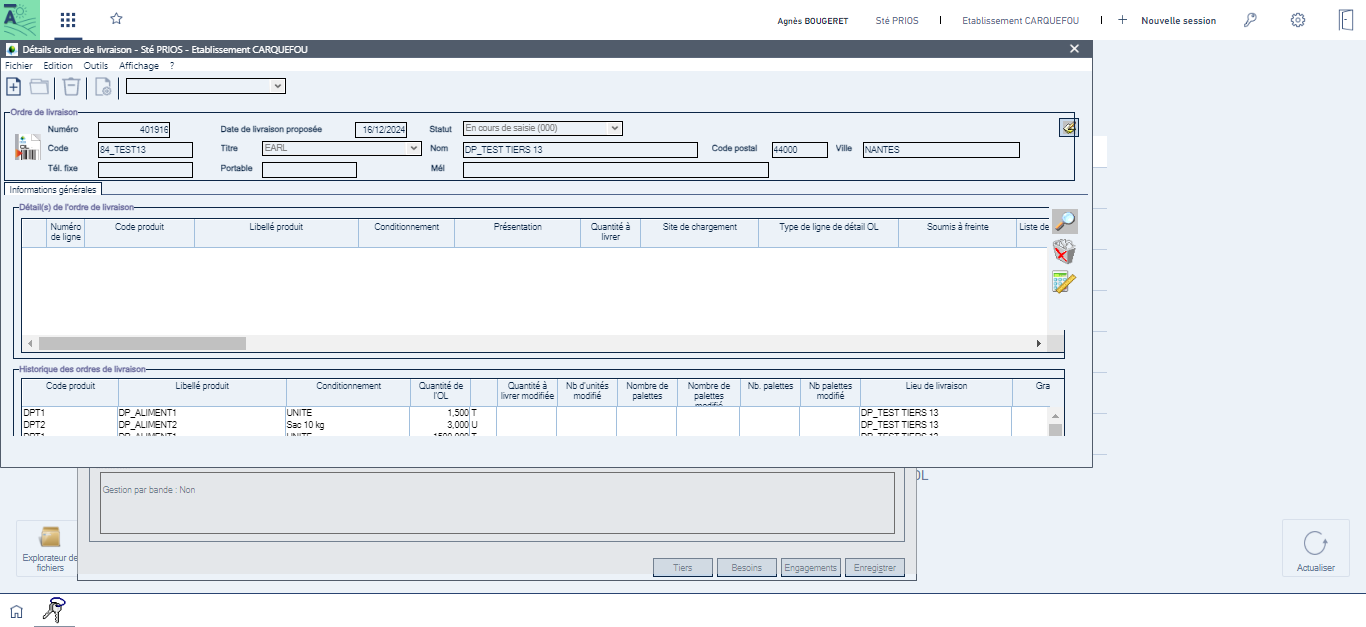 Agnès BOUGERET Sté PRIOS | Etablissement CARQUEFOU | + Nouvelle session
Détails ordres de livraison - Sté PRIOS - Etablissement CARQUEFOU
Fichier Edition Outils Affichage ?
Ordre de livraison
Numéro 401916 Date de livraison proposée 16/12/2024 Statut En cours de saisie (000)
Code 84_TEST13 Titre EARL Nom DP_TEST TIERS 13 Code postal 44000 Ville NANTES
Tél. fixe Portable Mél
Informations générales
Détail(s) de l'ordre de livraison
Numéro de ligne Code produit Libellé produit Conditionnement Présentation Quantité à livrer Site de chargement Type de ligne de détail OL Soumis à freinte Liste de
Historique des ordres de livraison
Code produit Libellé produit Conditionnement Quantité de l'OL Quantité à livrer modifiée Nb d'unités modifié Nombre de palettes Nombre de palettes modifié Nb. palettes Nb palettes modifié Lieu de livraison Gra
DPT1 DP_ALIMENT1 UNITE 1,500 T DP_TEST TIERS 13
DPT2 DP_ALIMENT2 Sac 10 kg 3,000 U DP_TEST TIERS 13
DPT1 DP_ALIMENT1 UNITE 1500,000 T DP_TEST TIERS 13
OL
Gestion par bande : Non
Explorateur de
fichiers
Tiers Besoins Engagements Enregistrer
Actualiser